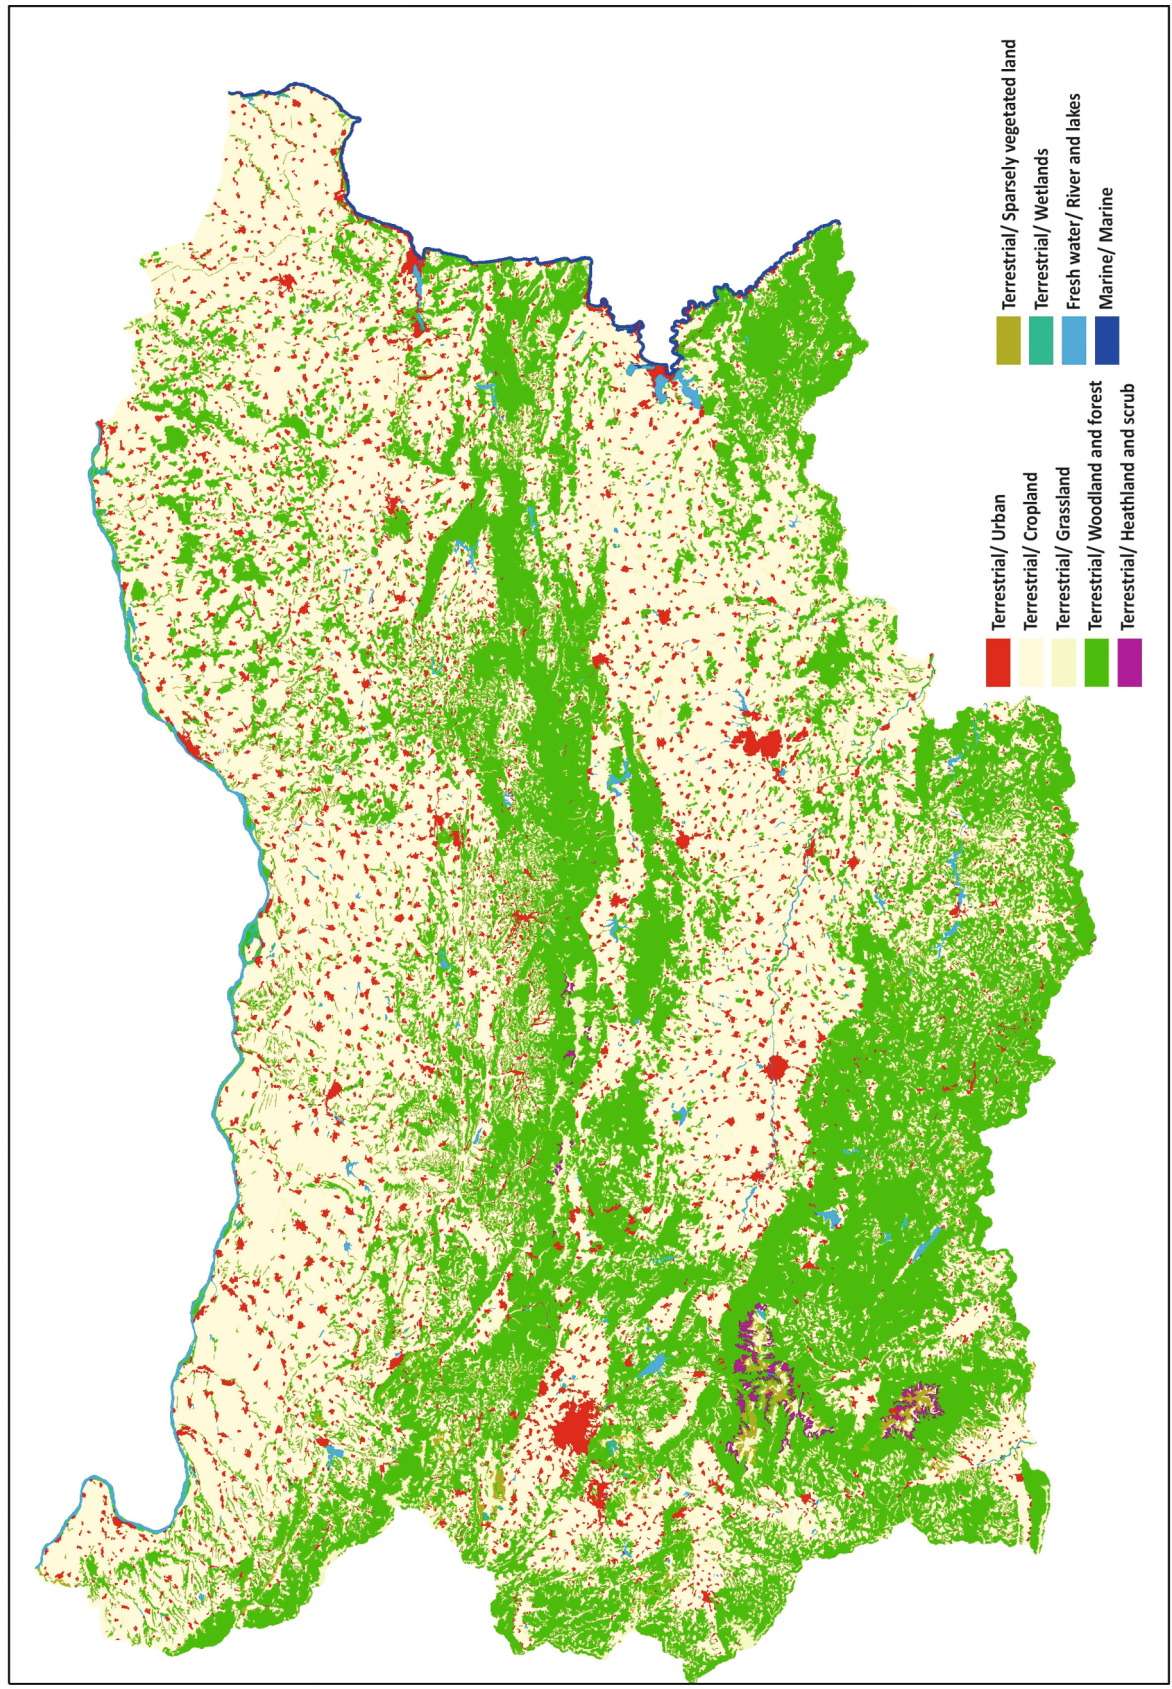 Terrestrial/ Urban
Terrestrial/ Cropland
Terrestrial/ Grassland
Terrestrial/ Woodland and forest
Terrestrial/ Heathland and scrub
Terrestrial/ Sparsely vegetated land
Terrestrial/ Wetlands
Fresh water/ River and lakes
Marine/ Marine